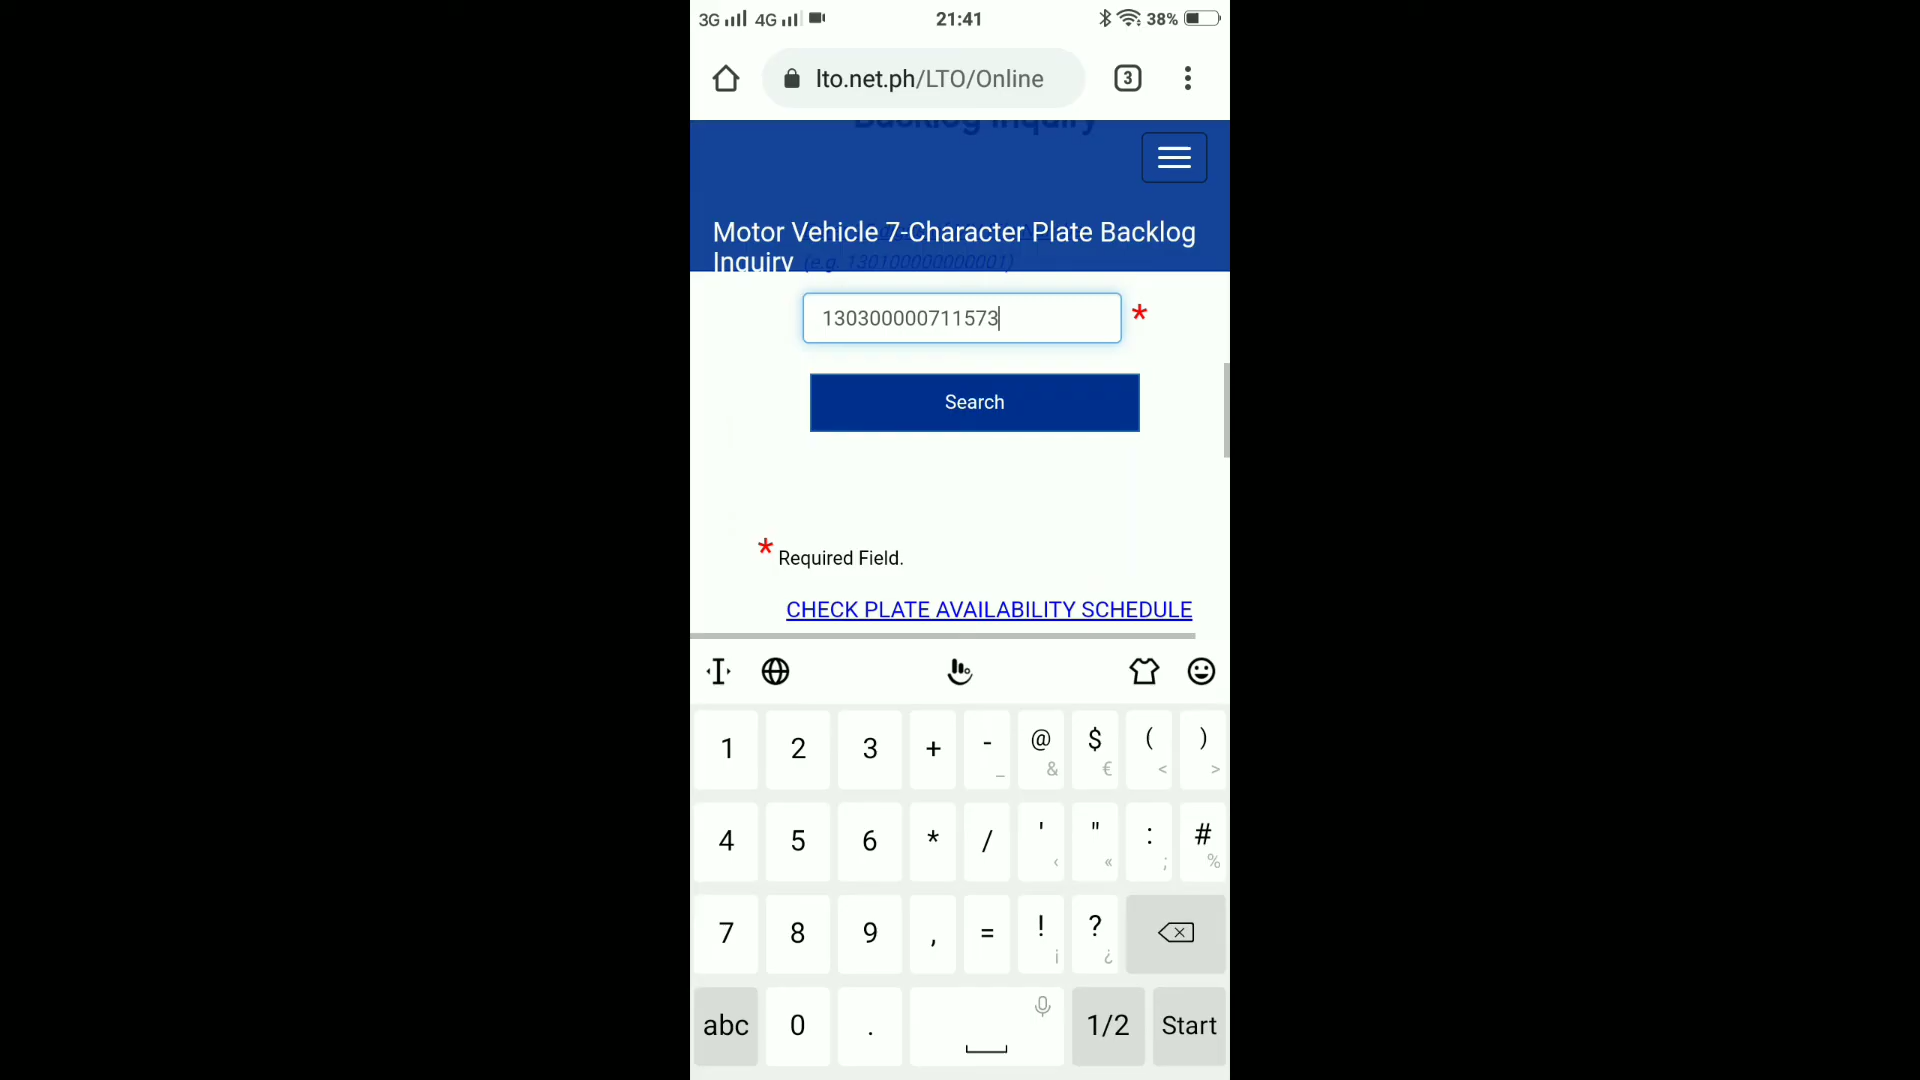 3G 4G 21:41 38%
lto.net.ph/LTO/Online 3
Backlog Inquiry
Motor Vehicle 7-Character Plate Backlog
Inquiry (e.g. 130100000000001)
130300000711573 *
Search
* Required Field.
CHECK PLATE AVAILABILITY SCHEDULE
1 2 3 + - _ @ & $ € ( < ) >
4 5 6 * / ' ‹ " « : ; # %
7 8 9 , = ! ¡ ? ¿
abc 0 . 1/2 Start